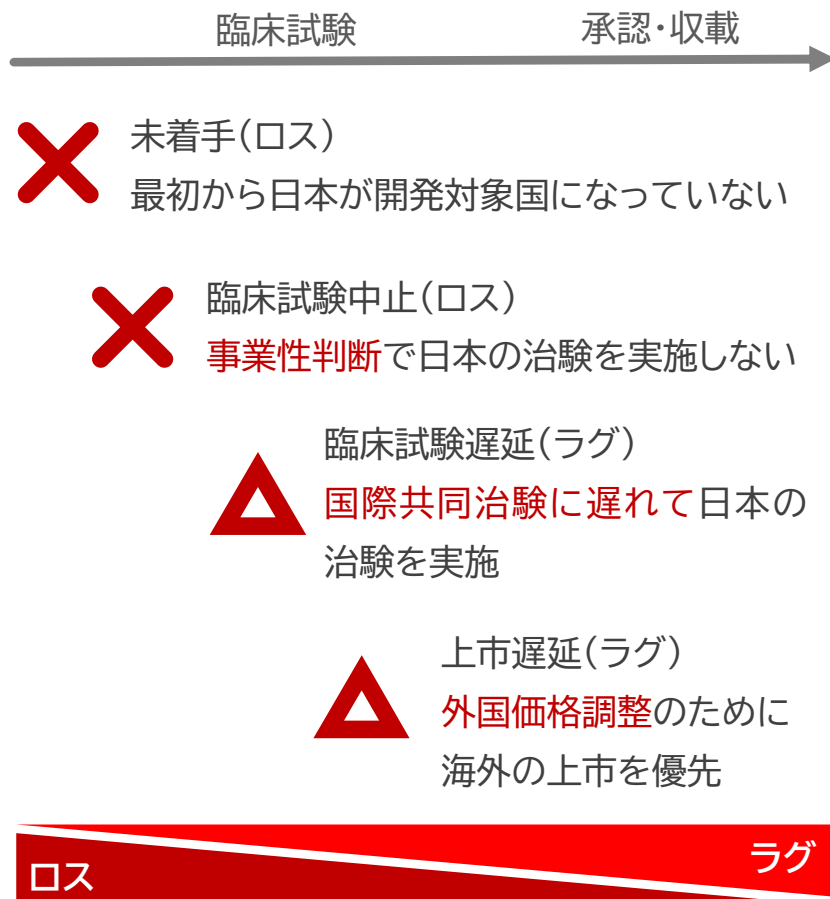 臨床試験
承認・収載
未着手(ロス)
最初から日本が開発対象国になっていない
臨床試験中止(ロス)
事業性判断で日本の治験を実施しない
臨床試験遅延(ラグ)
国際共同治験に遅れて日本の
治験を実施
上市遅延(ラグ)
外国価格調整のために
海外の上市を優先
ラグ
ロス